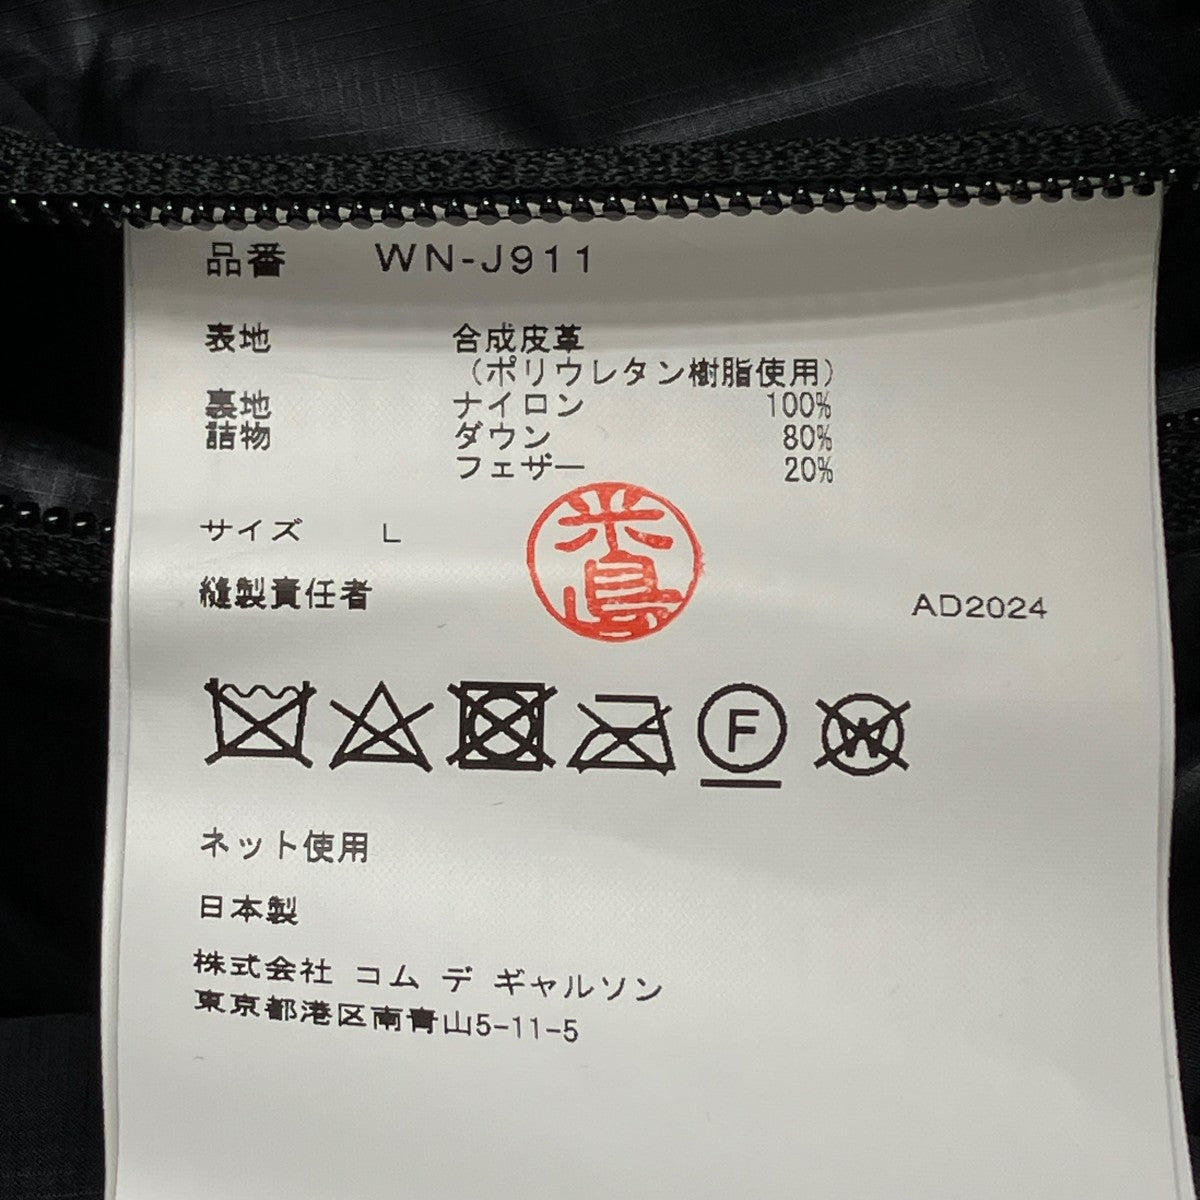 品番 WN-J911
表地 合成皮革
（ポリウレタン樹脂使用）
裏地 ナイロン 100%
詰物 ダウン 80%
フェザー 20%
サイズ L
縫製責任者
AD2024
F
W
ネット使用
日本製
株式会社 コム デ ギャルソン
東京都港区南青山5-11-5